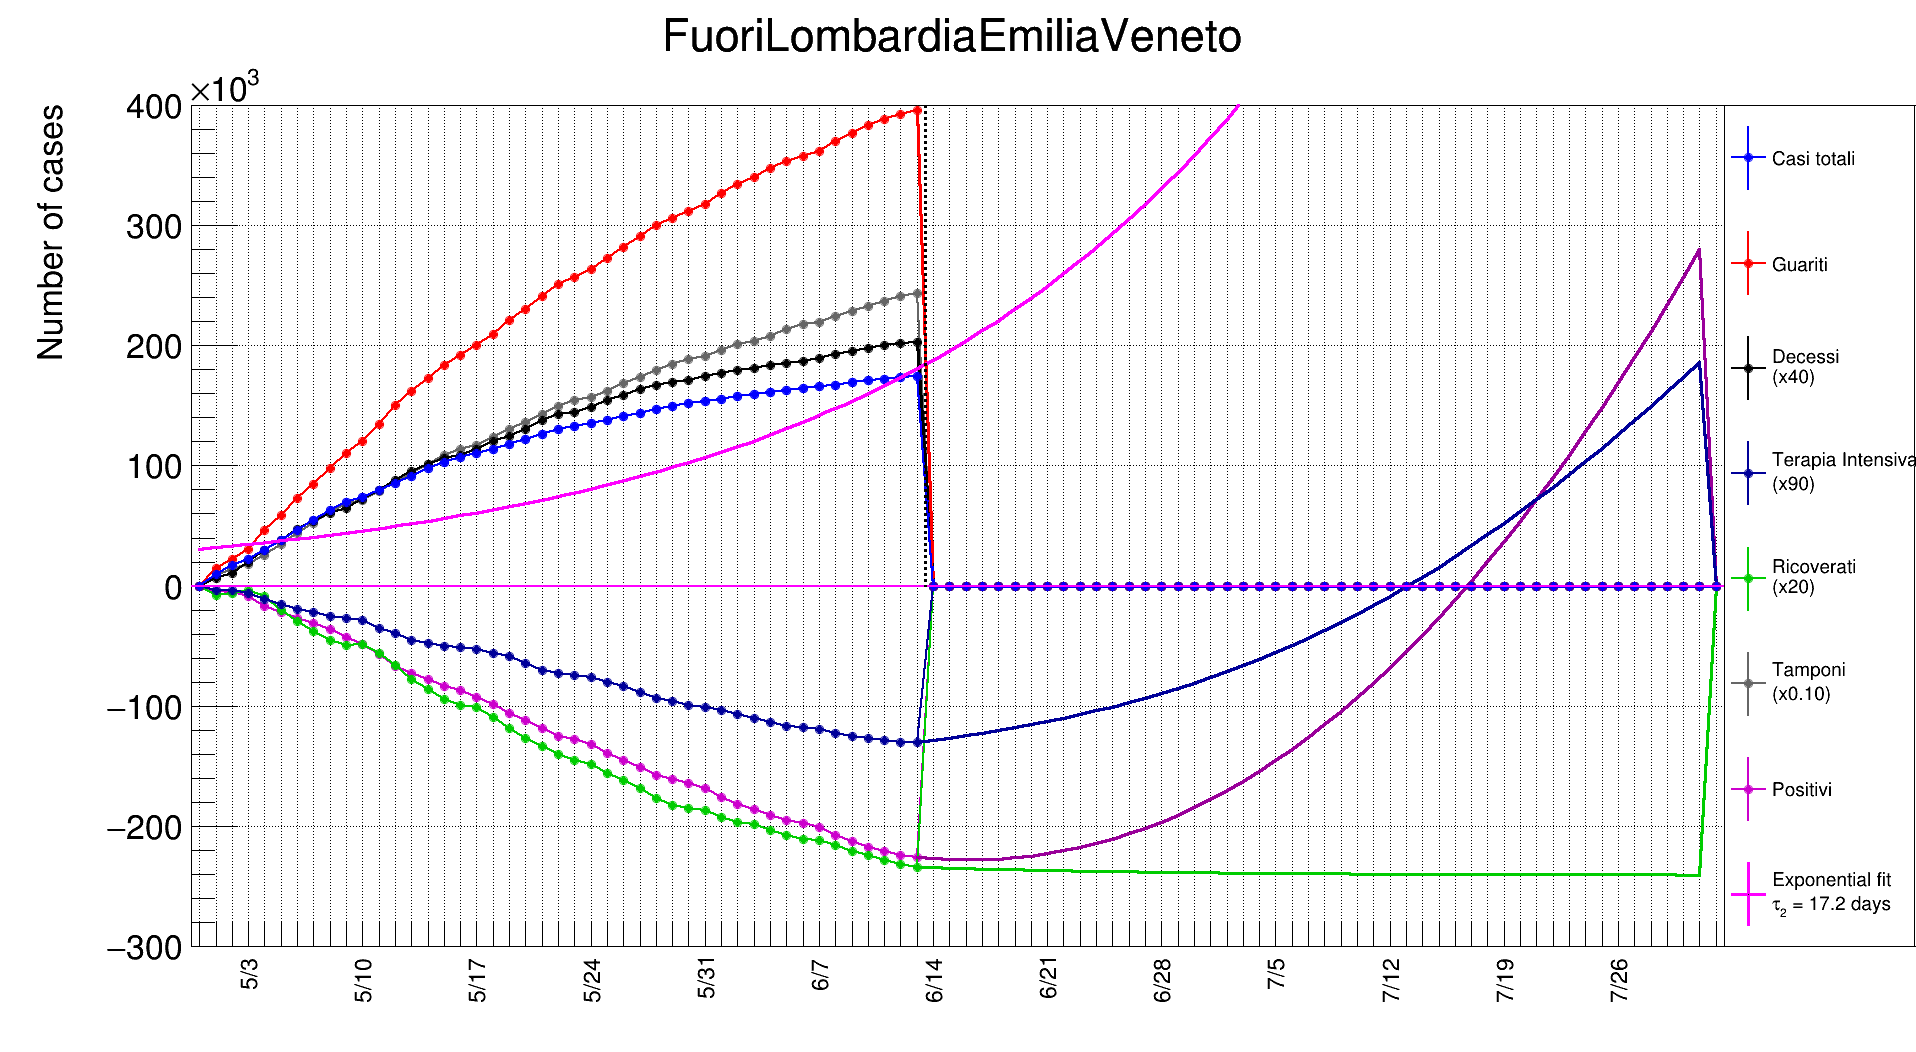 FuoriLombardiaEmiliaVeneto
×10³
Number of cases
400
300
200
100
0
−100
−200
−300
5/3
5/10
5/17
5/24
5/31
6/7
6/14
6/21
6/28
7/5
7/12
7/19
7/26
Casi totali
Guariti
Decessi
(x40)
Terapia Intensiva
(x90)
Ricoverati
(x20)
Tamponi
(x0.10)
Positivi
Exponential fit
τ₂ = 17.2 days